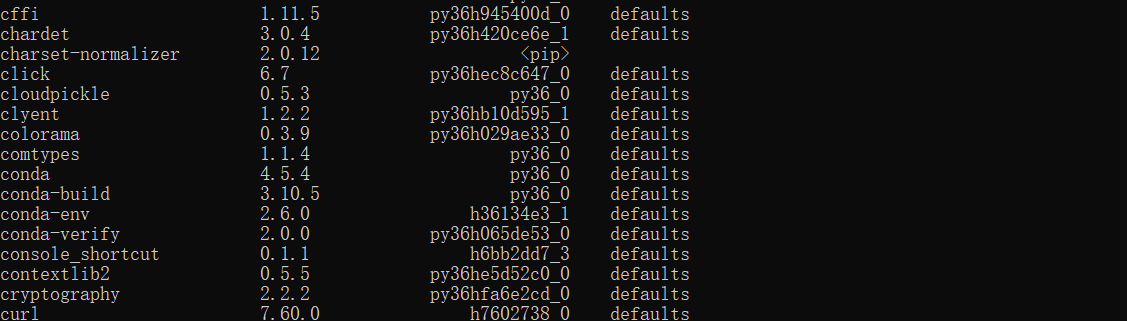 cffi 1.11.5 py36h945400d_0 defaults
chardet 3.0.4 py36h420ce6e_1 defaults
charset-normalizer 2.0.12 <pip>
click 6.7 py36hec8c647_0 defaults
cloudpickle 0.5.3 py36_0 defaults
clyent 1.2.2 py36hb10d595_1 defaults
colorama 0.3.9 py36h029ae33_0 defaults
comtypes 1.1.4 py36_0 defaults
conda 4.5.4 py36_0 defaults
conda-build 3.10.5 py36_0 defaults
conda-env 2.6.0 h36134e3_1 defaults
conda-verify 2.0.0 py36h065de53_0 defaults
console_shortcut 0.1.1 h6bb2dd7_3 defaults
contextlib2 0.5.5 py36he5d52c0_0 defaults
cryptography 2.2.2 py36hfa6e2cd_0 defaults
curl 7.60.0 h7602738_0 defaults